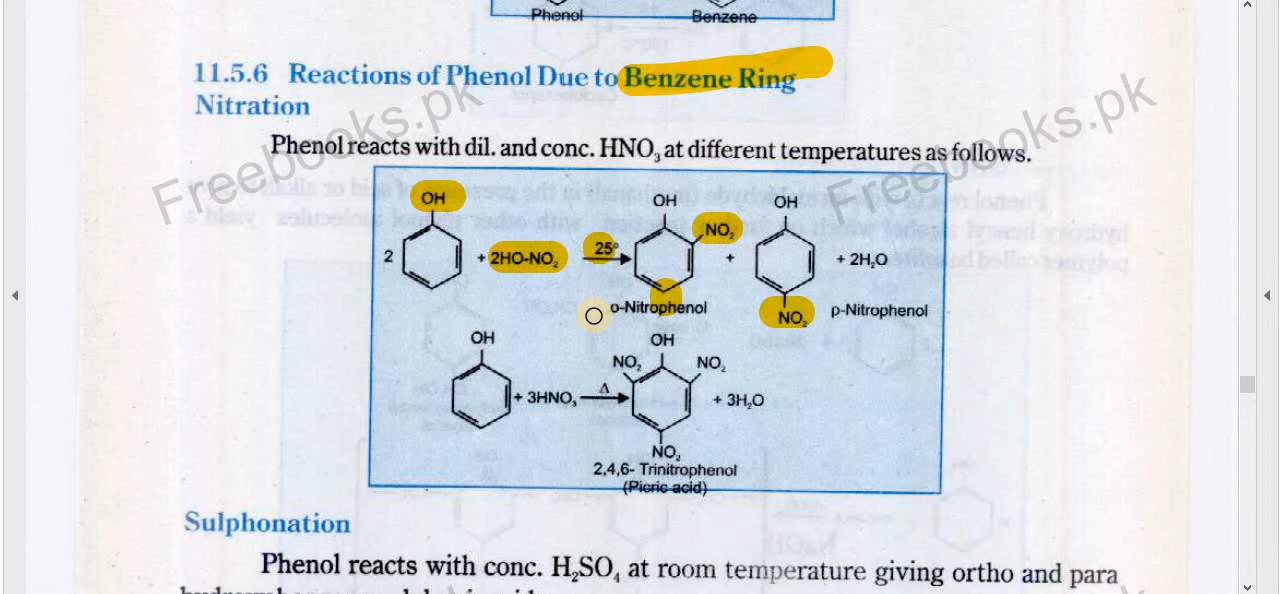 Phenol Benzene
11.5.6 Reactions of Phenol Due to Benzene Ring
Nitration
Phenol reacts with dil. and conc. HNO₃ at different temperatures as follows.
Freebooks.pk Freebooks.pk
OH OH OH
2 + 2HO-NO₂ 25° NO₂ + + 2H₂O
o-Nitrophenol NO₂ p-Nitrophenol
OH OH
NO₂ NO₂
+ 3HNO₃ Δ + 3H₂O
NO₂
2,4,6- Trinitrophenol
(Picric acid)
Sulphonation
Phenol reacts with conc. H₂SO₄ at room temperature giving ortho and para